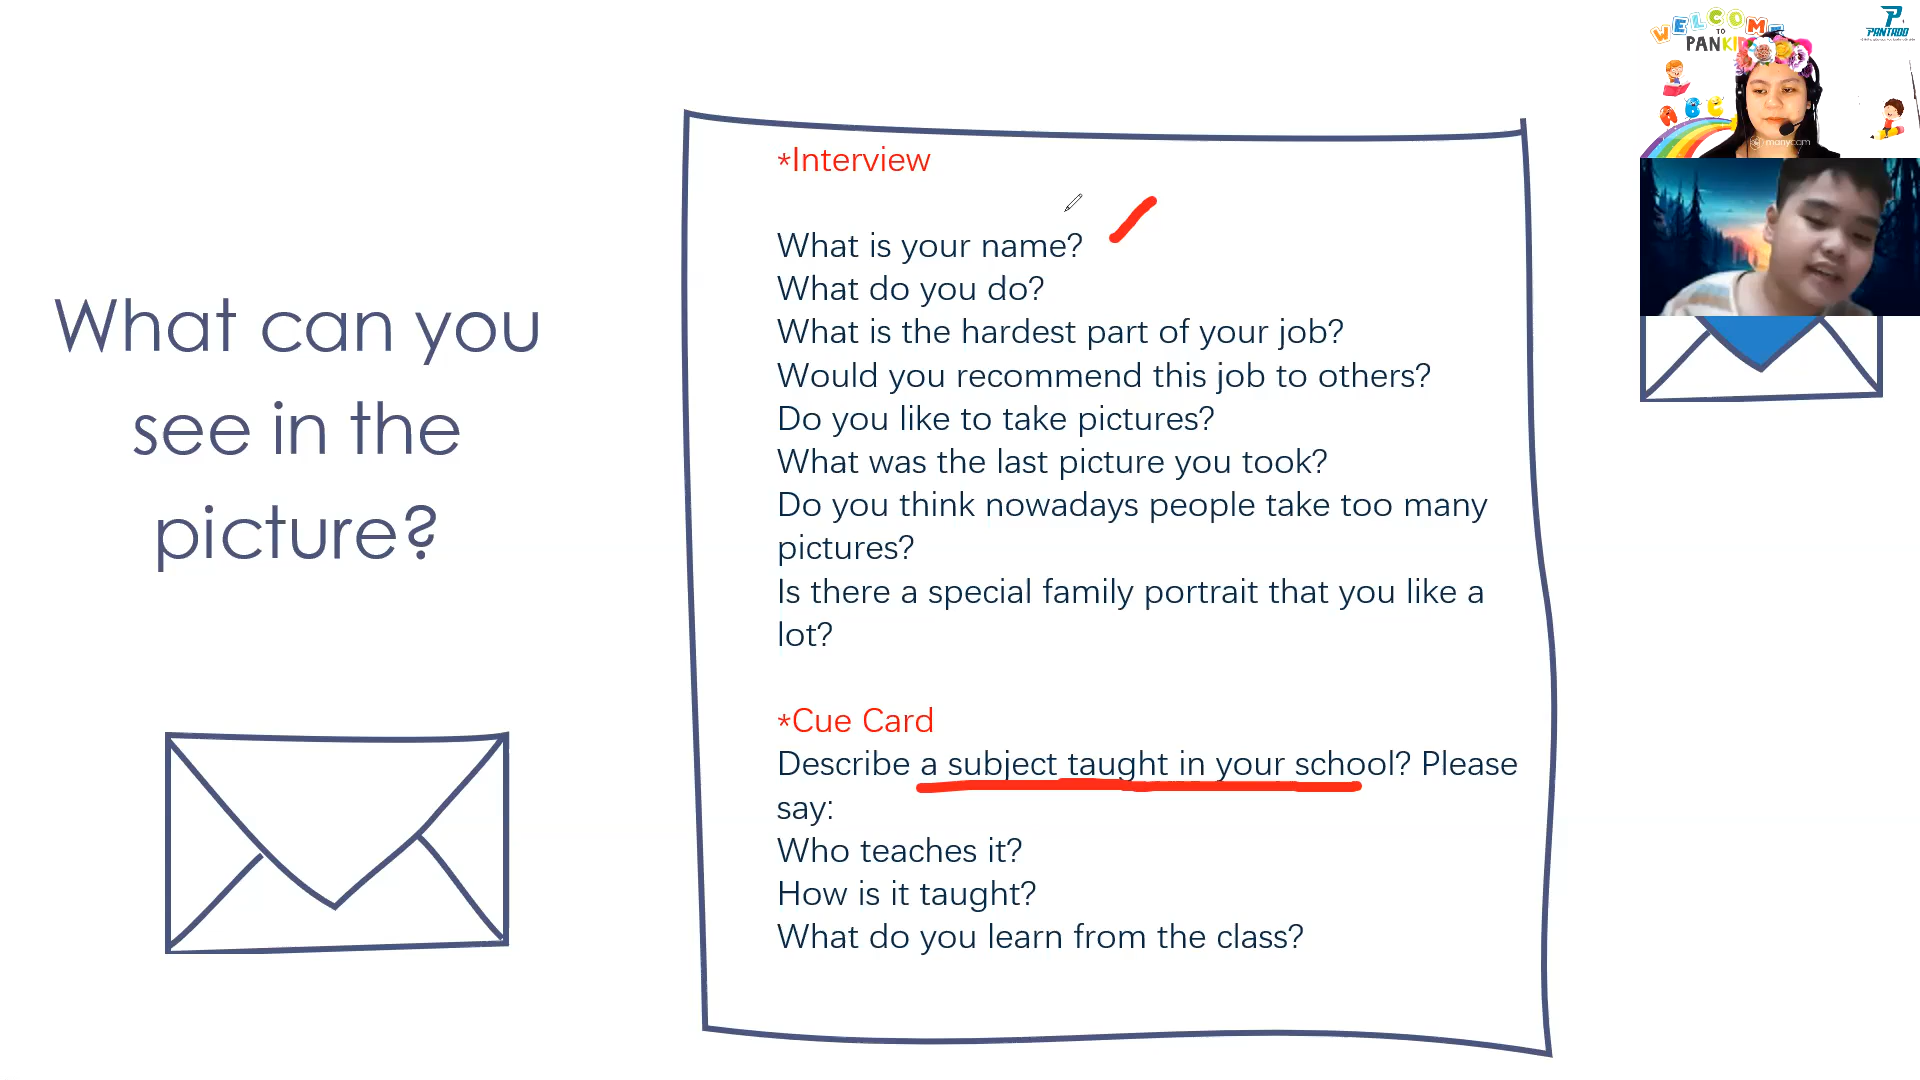 What can you
see in the
picture?
*Interview
What is your name?
What do you do?
What is the hardest part of your job?
Would you recommend this job to others?
Do you like to take pictures?
What was the last picture you took?
Do you think nowadays people take too many
pictures?
Is there a special family portrait that you like a
lot?
*Cue Card
Describe a subject taught in your school? Please
say:
Who teaches it?
How is it taught?
What do you learn from the class?
WELCOME
TO
PANKI
ABC
manycam
PANTADO